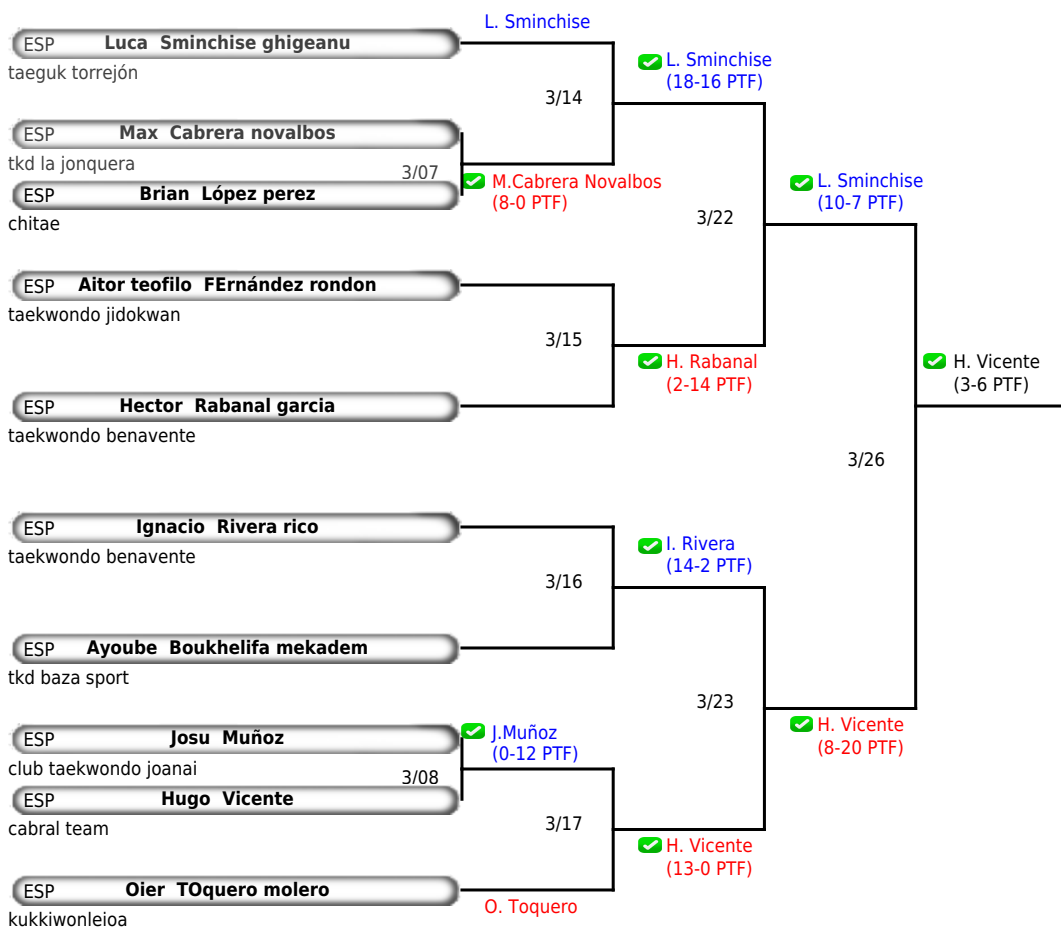 L. Sminchise
ESP Luca Sminchise ghigeanu
taeguk torrejón
L. Sminchise
(18-16 PTF)
3/14
ESP Max Cabrera novalbos
tkd la jonquera
3/07
M.Cabrera Novalbos
(8-0 PTF)
ESP Brian López perez
chitae
L. Sminchise
(10-7 PTF)
3/22
ESP Aitor teofilo FErnández rondon
taekwondo jidokwan
3/15
H. Rabanal
(2-14 PTF)
H. Vicente
(3-6 PTF)
ESP Hector Rabanal garcia
taekwondo benavente
3/26
ESP Ignacio Rivera rico
taekwondo benavente
I. Rivera
(14-2 PTF)
3/16
ESP Ayoube Boukhelifa mekadem
tkd baza sport
3/23
ESP Josu Muñoz
J.Muñoz
(0-12 PTF)
H. Vicente
(8-20 PTF)
club taekwondo joanai
3/08
ESP Hugo Vicente
cabral team
3/17
H. Vicente
(13-0 PTF)
ESP Oier TOquero molero
O. Toquero
kukkiwonleioa